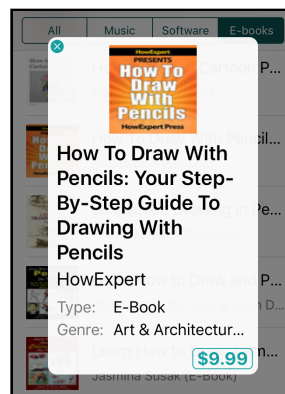 All Music Software E-books
HowExpert
PRESENTS
How To
Draw
With
Pencils
HowExpert Press
How To Draw With
Pencils: Your Step-
By-Step Guide To
Drawing With
Pencils
HowExpert
Type: E-Book
Genre: Art & Architectur...
$9.99
Jasmina Susak (E-Book)